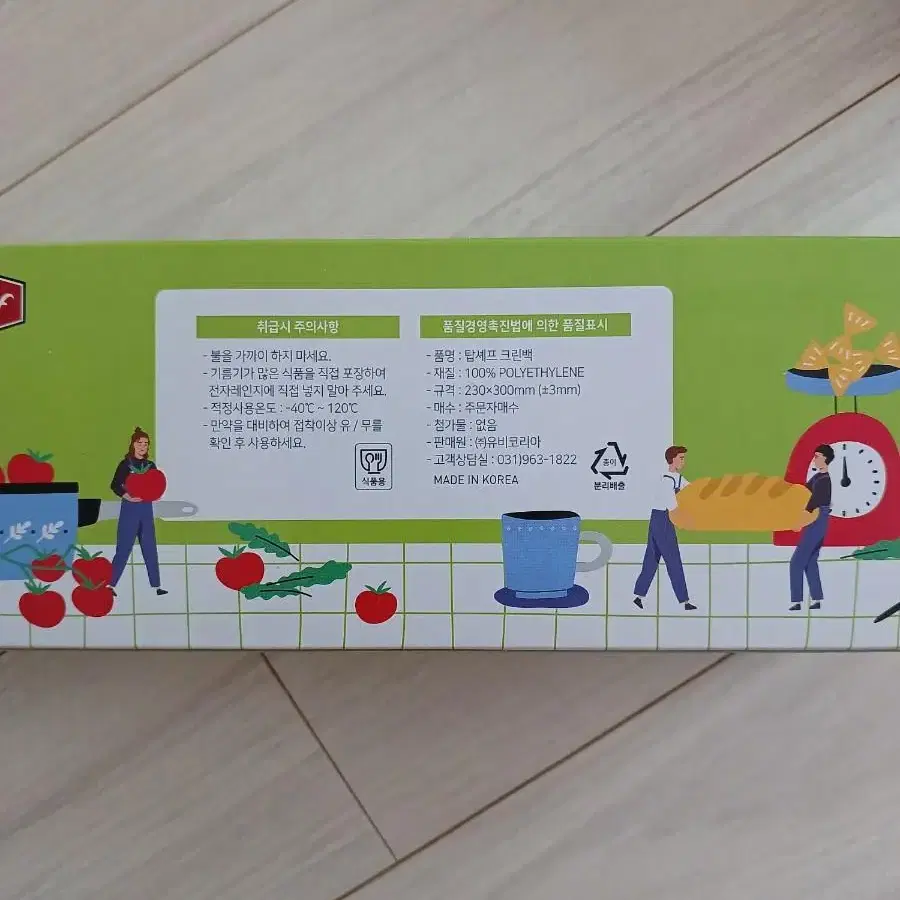 f
취급시 주의사항
- 불을 가까이 하지 마세요.
- 기름기가 많은 식품을 직접 포장하여
전자레인지에 직접 넣지 말아 주세요.
- 적정사용온도 : -40℃ ~ 120℃
- 만약을 대비하여 접착이상 유 / 무를
확인 후 사용하세요.
식품용
품질경영촉진법에 의한 품질표시
- 품명 : 탑셰프 크린백
- 재질 : 100% POLYETHYLENE
- 규격 : 230×300mm (±3mm)
- 매수 : 주문자매수
- 첨가물 : 없음
- 판매원 : ㈜유비코리아
- 고객상담실 : 031)963-1822
MADE IN KOREA
종이
분리배출